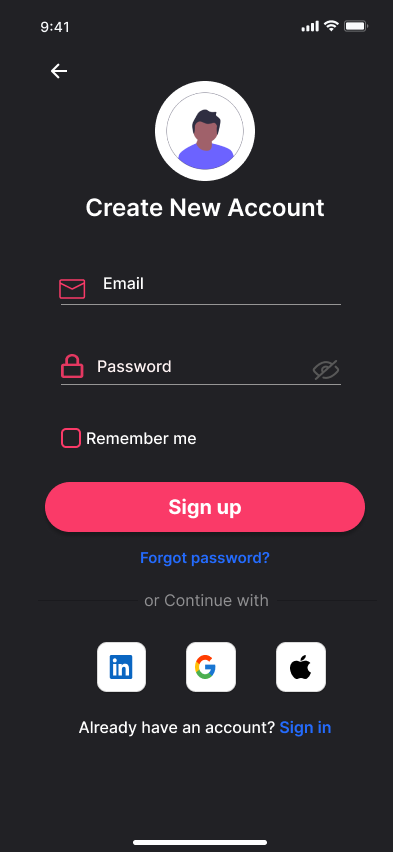 9:41
Create New Account
Email
Password
Remember me
Sign up
Forgot password?
or Continue with
in
G
Already have an account? Sign in